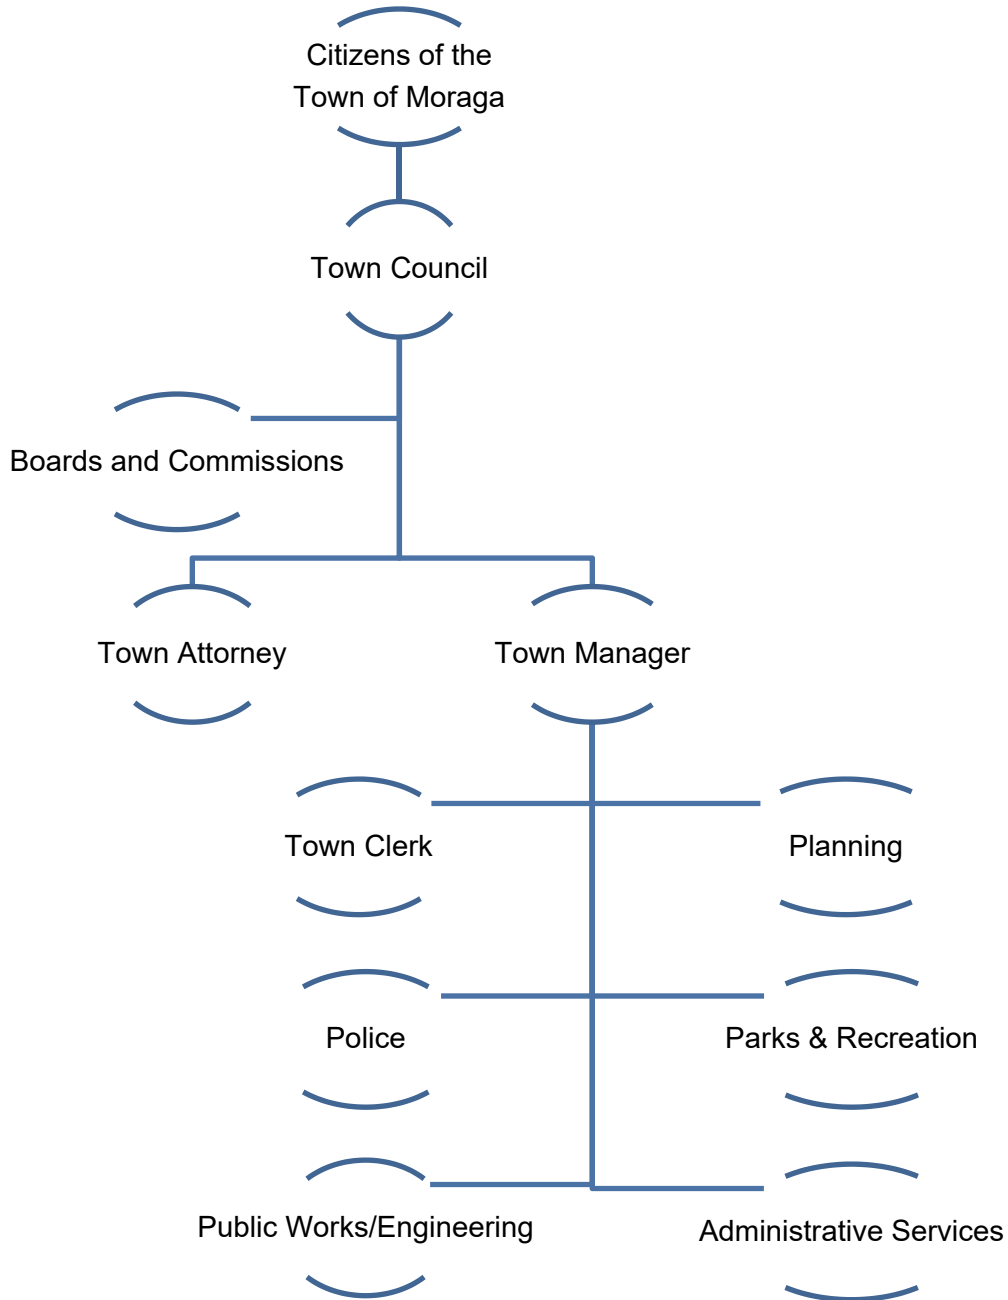 Citizens of the
Town of Moraga
Town Council
Boards and Commissions
Town Attorney
Town Manager
Town Clerk
Planning
Police
Parks & Recreation
Public Works/Engineering
Administrative Services